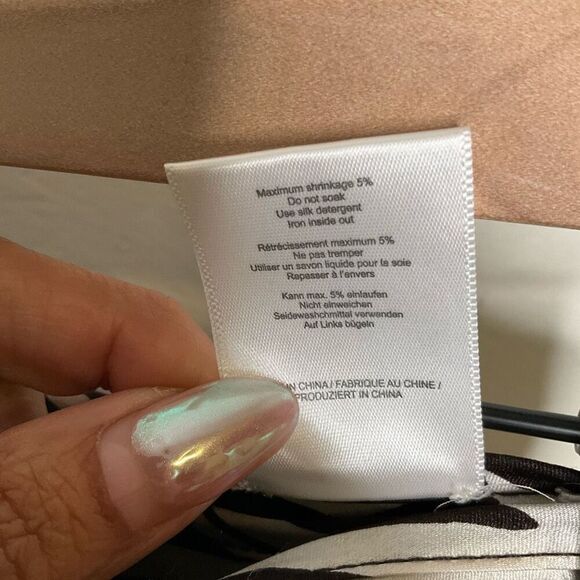 Maximum shrinkage 5%
Do not soak
Use silk detergent
Iron inside out
Rétrécissement maximum 5%
Ne pas tremper
Utiliser un savon liquide pour la soie
Repasser à l'envers
Kann max. 5% einlaufen
Nicht einweichen
Seidewashchmittel verwenden
Auf Links bügeln
IN CHINA / FABRIQUE AU CHINE /
PRODUZIERT IN CHINA